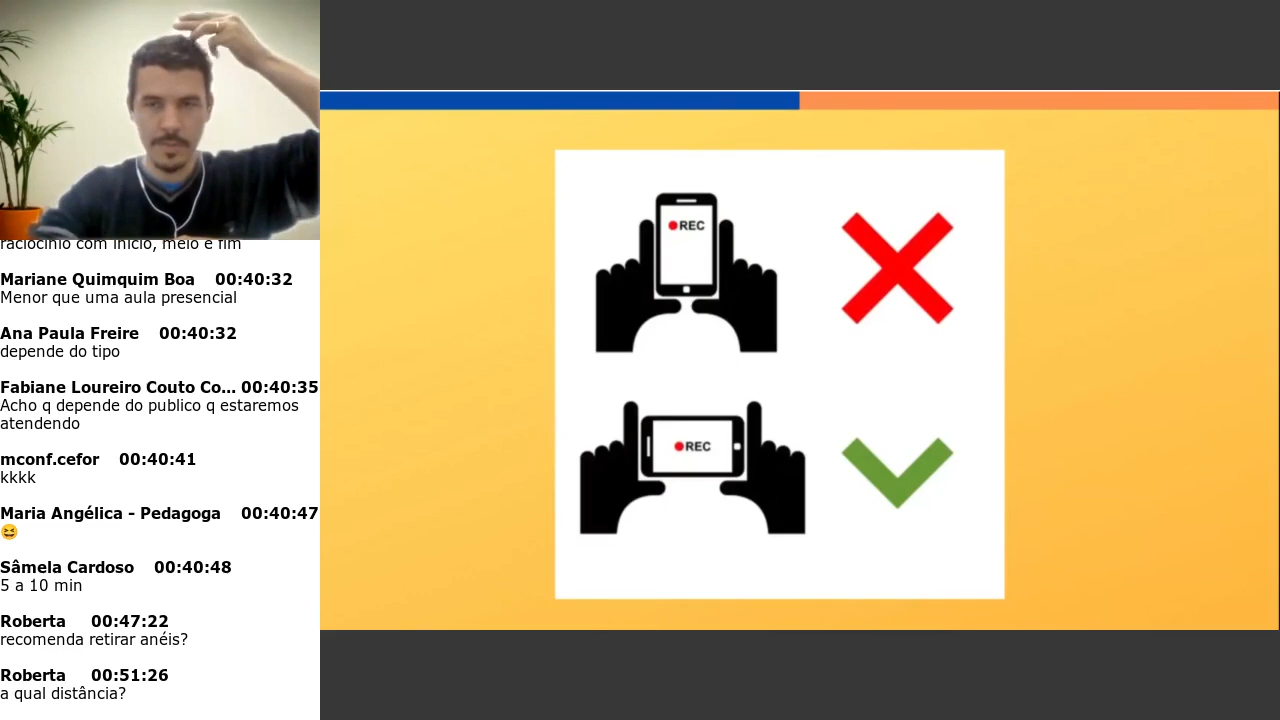 raciocínio com início, meio e fim
Mariane Quimquim Boa 00:40:32
Menor que uma aula presencial
Ana Paula Freire 00:40:32
depende do tipo
Fabiane Loureiro Couto Co... 00:40:35
Acho q depende do publico q estaremos
atendendo
mconf.cefor 00:40:41
kkkk
Maria Angélica - Pedagoga 00:40:47
😆
Sâmela Cardoso 00:40:48
5 a 10 min
Roberta 00:47:22
recomenda retirar anéis?
Roberta 00:51:26
a qual distância?
REC
REC